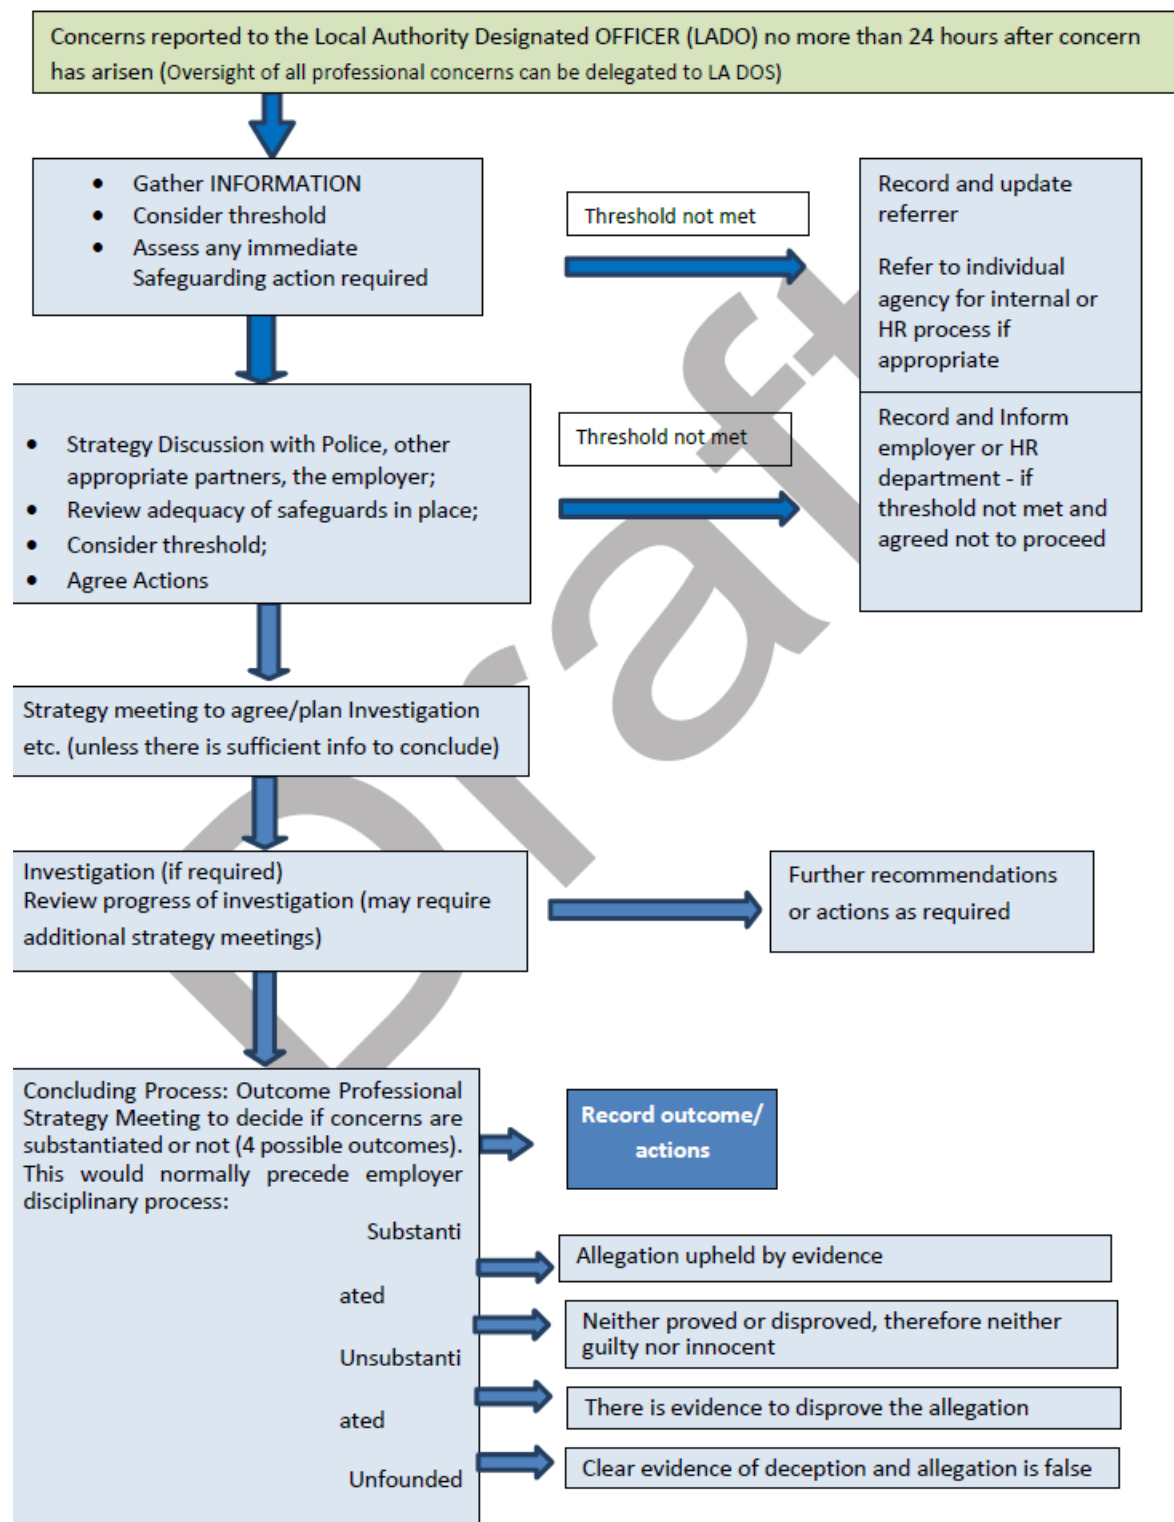 Concerns reported to the Local Authority Designated OFFICER (LADO) no more than 24 hours after concern
has arisen (Oversight of all professional concerns can be delegated to LA DOS)
• Gather INFORMATION
• Consider threshold
• Assess any immediate
Safeguarding action required
Threshold not met
Record and update
referrer
Refer to individual
agency for internal or
HR process if
appropriate
• Strategy Discussion with Police, other
appropriate partners, the employer;
• Review adequacy of safeguards in place;
• Consider threshold;
• Agree Actions
Threshold not met
Record and Inform
employer or HR
department - if
threshold not met and
agreed not to proceed
Strategy meeting to agree/plan Investigation
etc. (unless there is sufficient info to conclude)
Investigation (if required)
Review progress of investigation (may require
additional strategy meetings)
Further recommendations
or actions as required
Concluding Process: Outcome Professional
Strategy Meeting to decide if concerns are
substantiated or not (4 possible outcomes).
This would normally precede employer
disciplinary process:
Record outcome/
actions
Substanti
ated
Unsubstanti
ated
Unfounded
Allegation upheld by evidence
Neither proved or disproved, therefore neither
guilty nor innocent
There is evidence to disprove the allegation
Clear evidence of deception and allegation is false
Draft